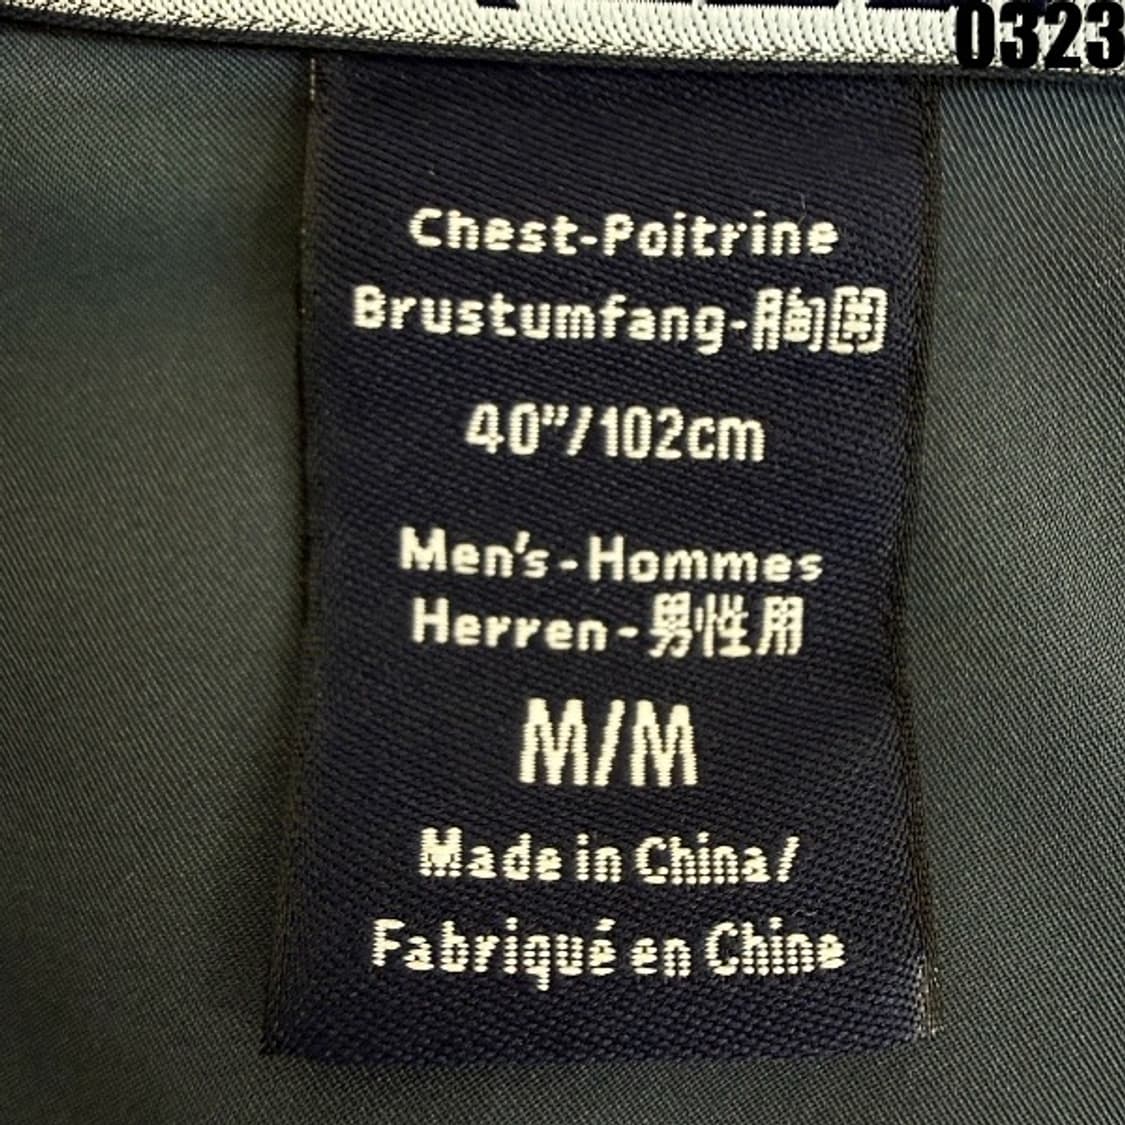 0323
Chest-Poitrine
Brustumfang-胸囲
40"/102cm
Men's-Hommes
Herren-男性用
M/M
Made in China/
Fabriqué en Chine